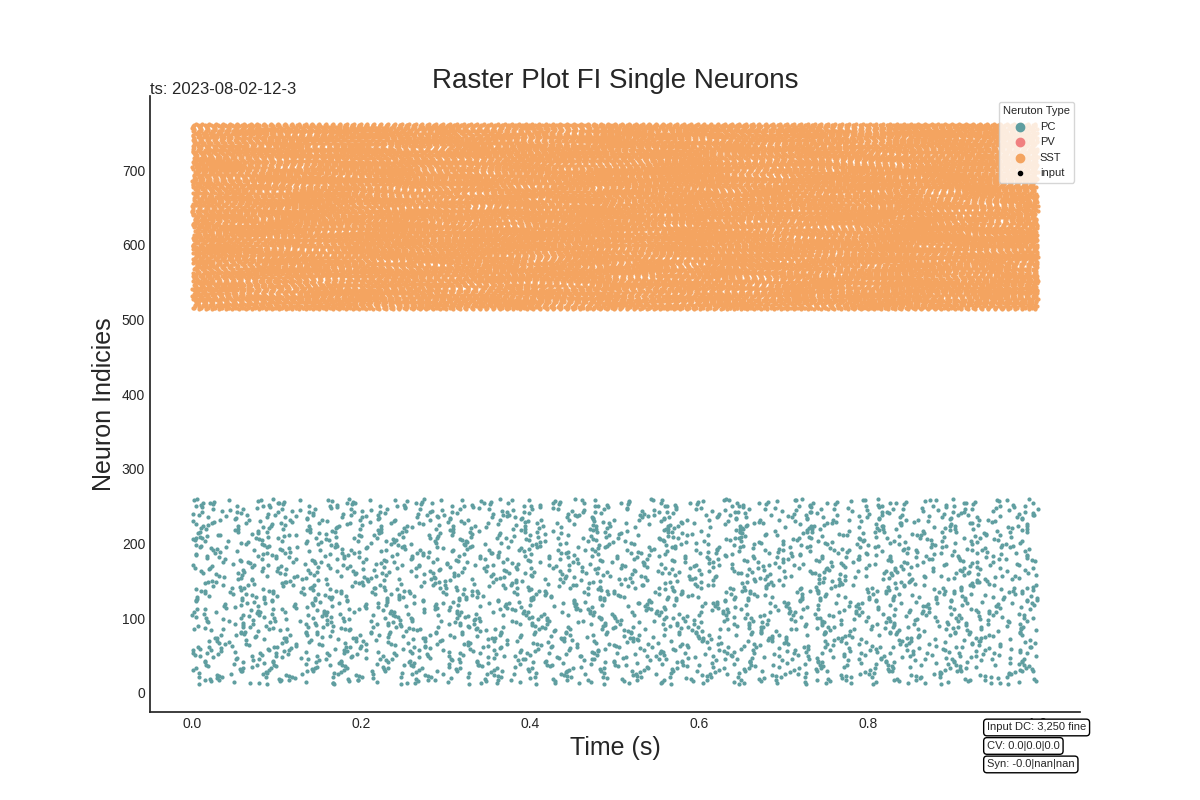 Raster Plot FI Single Neurons
ts: 2023-08-02-12-3
Neruton Type
PC
PV
SST
input
Neuron Indicies
700
600
500
400
300
200
100
0
0.0 0.2 0.4 0.6 0.8
Time (s)
Input DC: 3,250 fine
CV: 0.0|0.0|0.0
Syn: -0.0|nan|nan